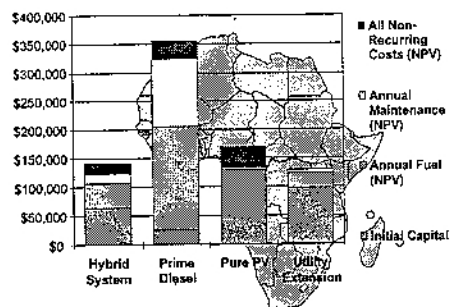 $400,000
$350,000
$300,000
$250,000
$200,000
$150,000
$100,000
$50,000
$0
Hybrid
System
Prime
Diesel
Pure PV
Utility
Extension
All Non-
Recurring
Costs (NPV)
Annual
Maintenance
(NPV)
Annual Fuel
(NPV)
Initial Capital